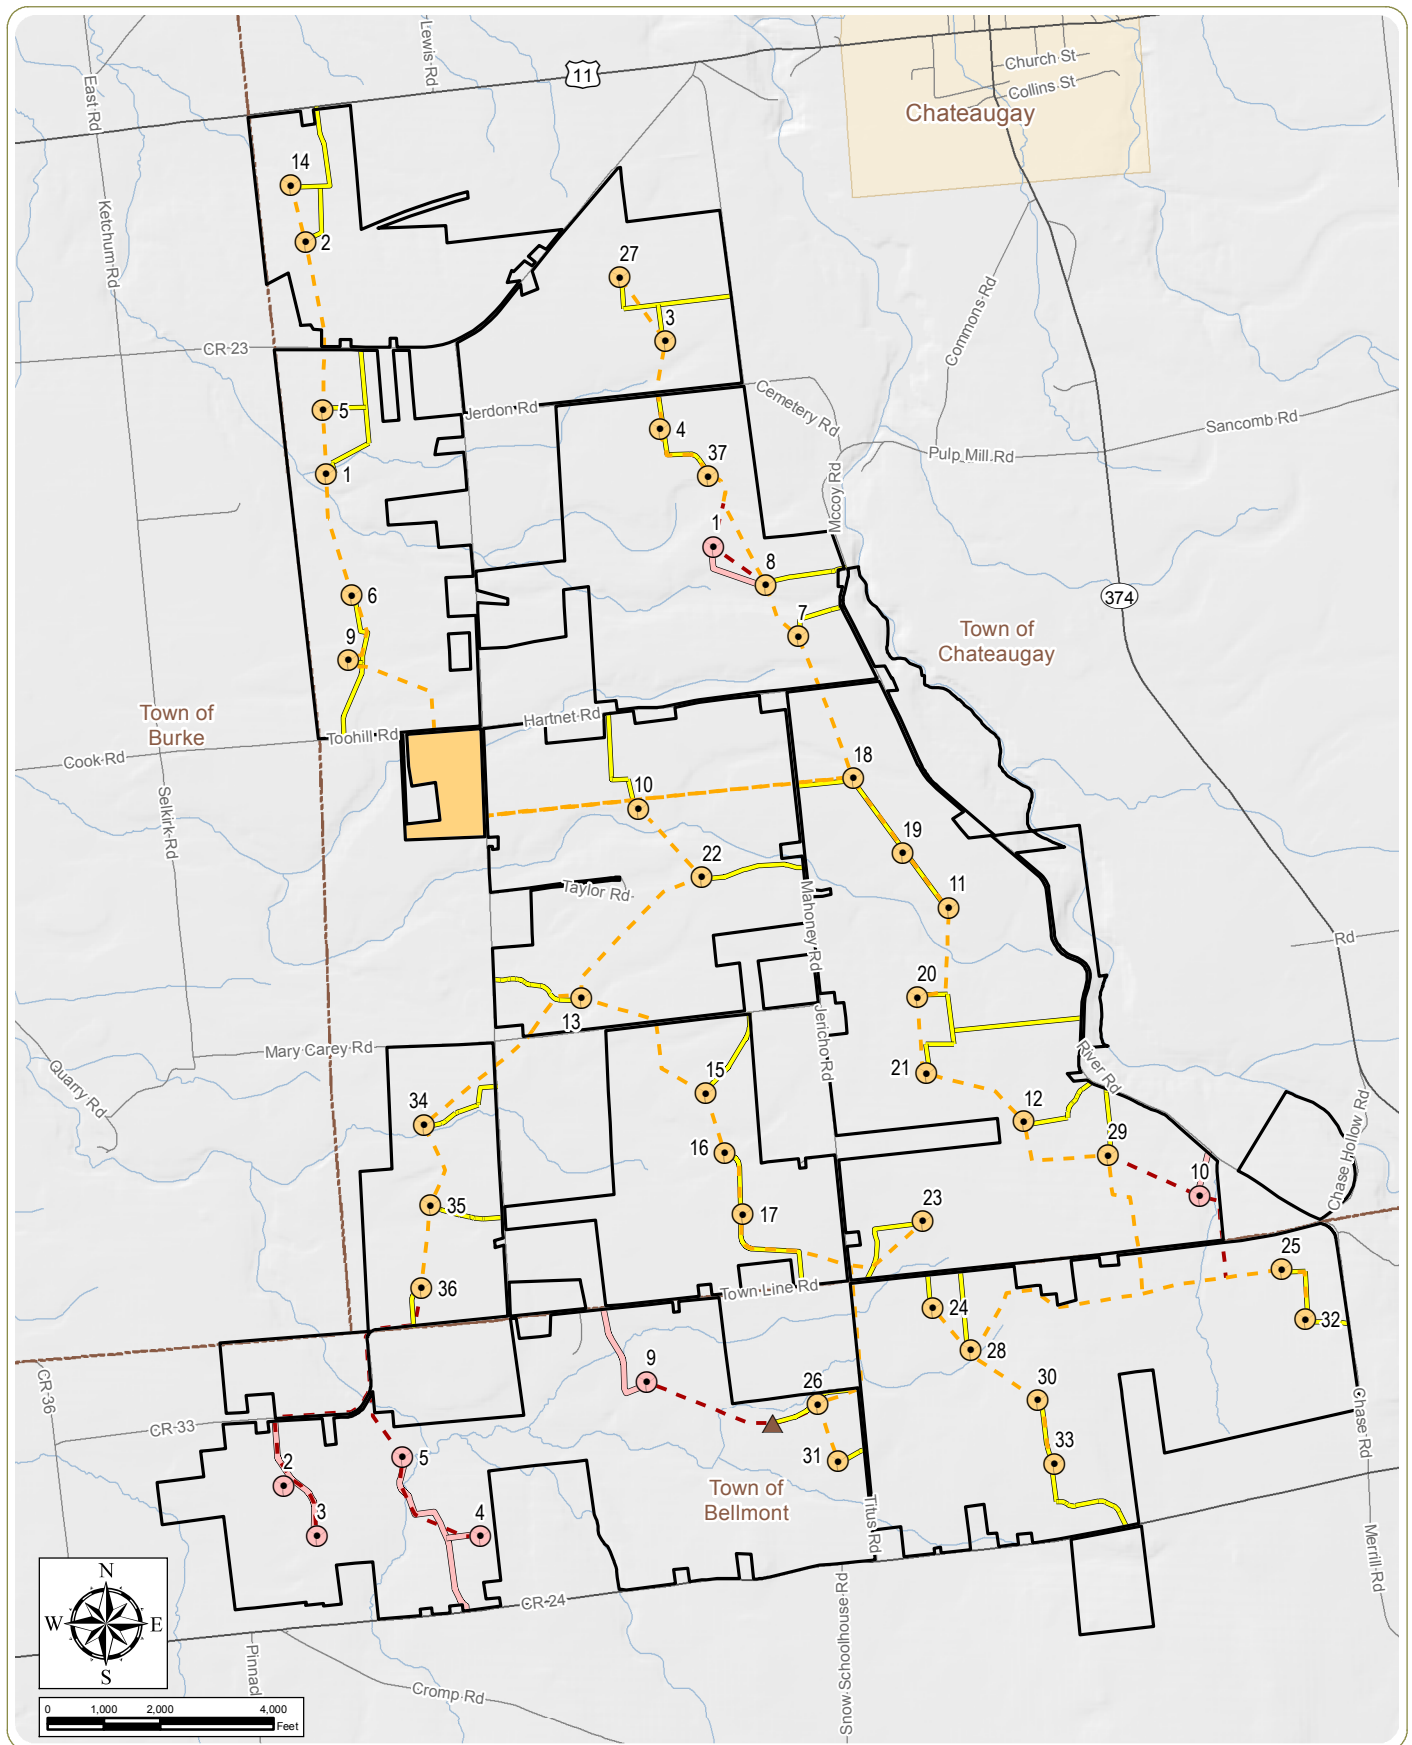 Lewis Rd
11
Church St
Collins St
East Rd
Chateaugay
14
Ketchum Rd
2
27
3
Commons Rd
CR-23
Cemetery Rd
5
Jerdon Rd
4
Sancomb Rd
37
Pulp Mill Rd
1
Mccoy Rd
1
8
6
374
7
9
Town of
Chateaugay
Town of
Burke
Hartnet Rd
Toohill Rd
Cook Rd
18
10
Selkirk Rd
19
22
11
Taylor Rd
Mahoney Rd
Rd
20
13
Jericho Rd
Mary Carey Rd
River Rd
15
21
Quarry Rd
34
12
29
Chase Hollow Rd
16
10
35
17
23
25
36
Town Line Rd
24
32
28
CR-36
9
26
30
Chase Rd
CR-33
33
5
31
2
Town of
Bellmont
3
4
Titus Rd
Merrill Rd
N
W
E
S
CR-24
Snow Schoolhouse Rd
Pinnacl
Cromp Rd
0
1,000
2,000
4,000
Feet